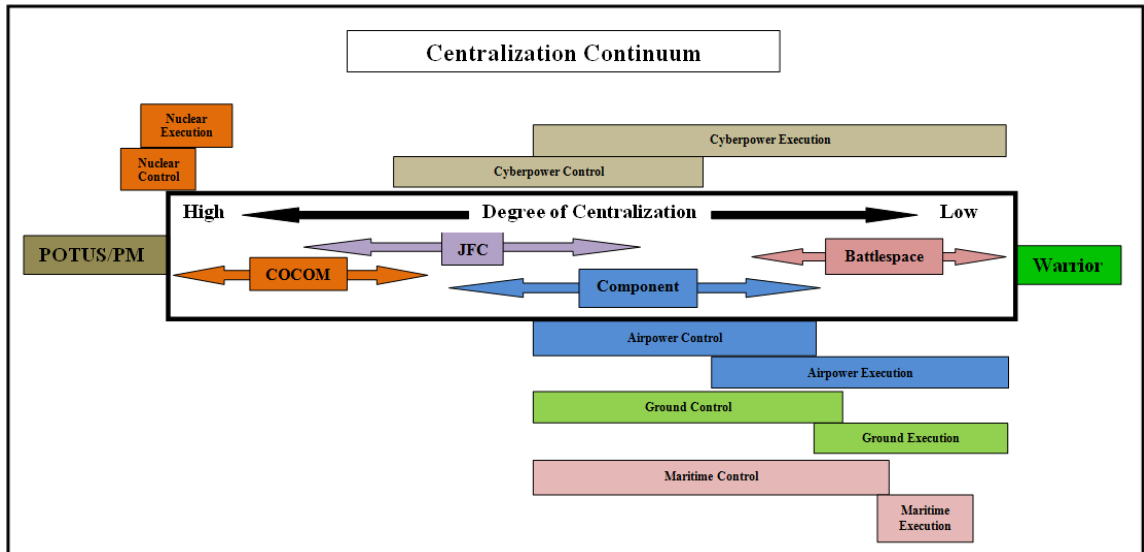 Centralization Continuum
Nuclear
Execution
Nuclear
Control
Cyberpower Execution
Cyberpower Control
High
Degree of Centralization
Low
POTUS/PM
JFC
COCOM
Component
Battlespace
Warrior
Airpower Control
Airpower Execution
Ground Control
Ground Execution
Maritime Control
Maritime
Execution